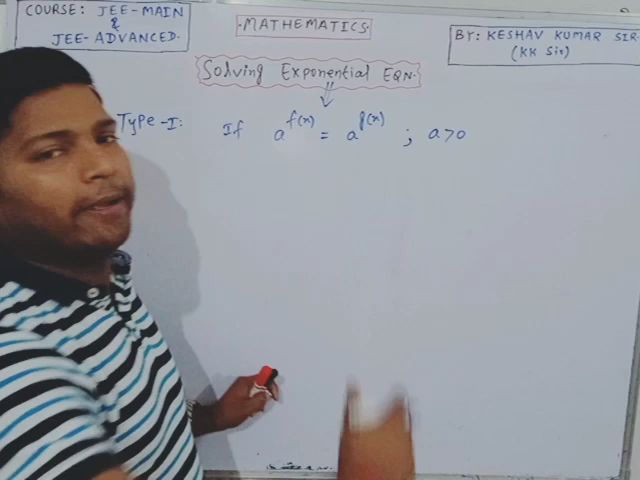 COURSE: JEE-MAIN
&
JEE-ADVANCED.
.MATHEMATICS.
BY: KESHAV KUMAR SIR.
(KK Sir)
Solving Exponential EQN.
Type-I: If a^f(x) = a^g(x) ; a>0